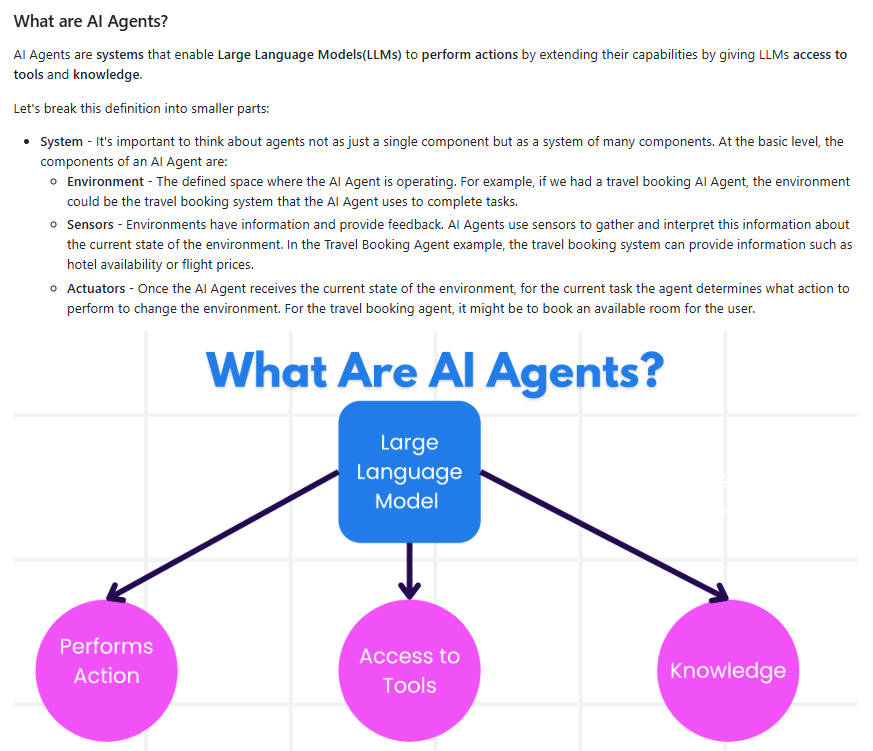 What are AI Agents?
AI Agents are systems that enable Large Language Models(LLMs) to perform actions by extending their capabilities by giving LLMs access to
tools and knowledge.
Let's break this definition into smaller parts:
• System - It's important to think about agents not as just a single component but as a system of many components. At the basic level, the
components of an AI Agent are:
○ Environment - The defined space where the AI Agent is operating. For example, if we had a travel booking AI Agent, the environment
could be the travel booking system that the AI Agent uses to complete tasks.
○ Sensors - Environments have information and provide feedback. AI Agents use sensors to gather and interpret this information about
the current state of the environment. In the Travel Booking Agent example, the travel booking system can provide information such as
hotel availability or flight prices.
○ Actuators - Once the AI Agent receives the current state of the environment, for the current task the agent determines what action to
perform to change the environment. For the travel booking agent, it might be to book an available room for the user.
What Are AI Agents?
Large
Language
Model
Performs
Action
Access to
Tools
Knowledge